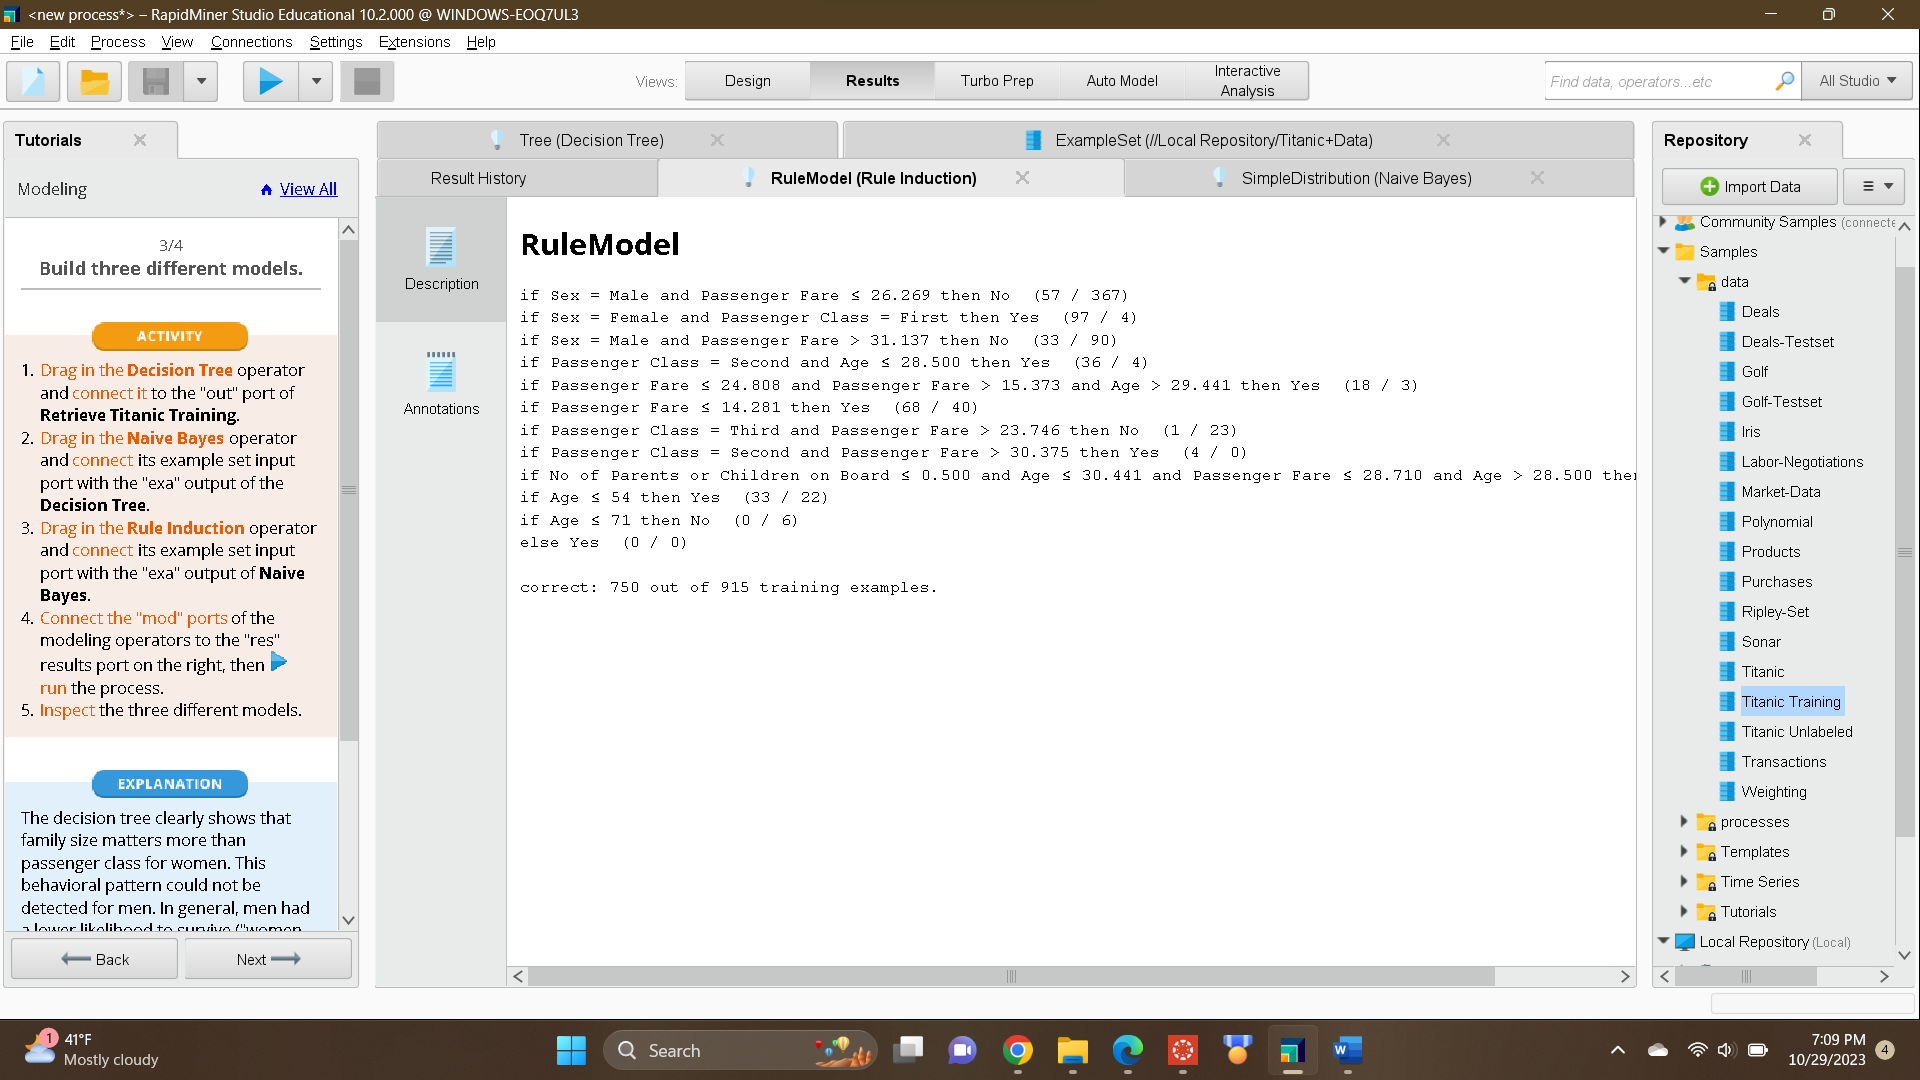 <new process*> – RapidMiner Studio Educational 10.2.000 @ WINDOWS-EOQ7UL3
File Edit Process View Connections Settings Extensions Help
Views: Design Results Turbo Prep Auto Model Interactive Analysis
Find data, operators...etc
All Studio
Tutorials
Modeling
View All
3/4
Build three different models.
ACTIVITY
1. Drag in the Decision Tree operator
and connect it to the "out" port of
Retrieve Titanic Training.
2. Drag in the Naive Bayes operator
and connect its example set input
port with the "exa" output of the
Decision Tree.
3. Drag in the Rule Induction operator
and connect its example set input
port with the "exa" output of Naive
Bayes.
4. Connect the "mod" ports of the
modeling operators to the "res"
results port on the right, then
run the process.
5. Inspect the three different models.
EXPLANATION
The decision tree clearly shows that
family size matters more than
passenger class for women. This
behavioral pattern could not be
detected for men. In general, men had
a lower likelihood to survive ("women
Back
Next
Tree (Decision Tree)
ExampleSet (//Local Repository/Titanic+Data)
Result History
RuleModel (Rule Induction)
SimpleDistribution (Naive Bayes)
Description
Annotations
RuleModel
if Sex = Male and Passenger Fare ≤ 26.269 then No (57 / 367)
if Sex = Female and Passenger Class = First then Yes (97 / 4)
if Sex = Male and Passenger Fare > 31.137 then No (33 / 90)
if Passenger Class = Second and Age ≤ 28.500 then Yes (36 / 4)
if Passenger Fare ≤ 24.808 and Passenger Fare > 15.373 and Age > 29.441 then Yes (18 / 3)
if Passenger Fare ≤ 14.281 then Yes (68 / 40)
if Passenger Class = Third and Passenger Fare > 23.746 then No (1 / 23)
if Passenger Class = Second and Passenger Fare > 30.375 then Yes (4 / 0)
if No of Parents or Children on Board ≤ 0.500 and Age ≤ 30.441 and Passenger Fare ≤ 28.710 and Age > 28.500 then
if Age ≤ 54 then Yes (33 / 22)
if Age ≤ 71 then No (0 / 6)
else Yes (0 / 0)
correct: 750 out of 915 training examples.
Repository
Import Data
Community Samples (connecte
Samples
data
Deals
Deals-Testset
Golf
Golf-Testset
Iris
Labor-Negotiations
Market-Data
Polynomial
Products
Purchases
Ripley-Set
Sonar
Titanic
Titanic Training
Titanic Unlabeled
Transactions
Weighting
processes
Templates
Time Series
Tutorials
Local Repository (Local)
1
41°F
Mostly cloudy
Search
W
7:09 PM
10/29/2023
4